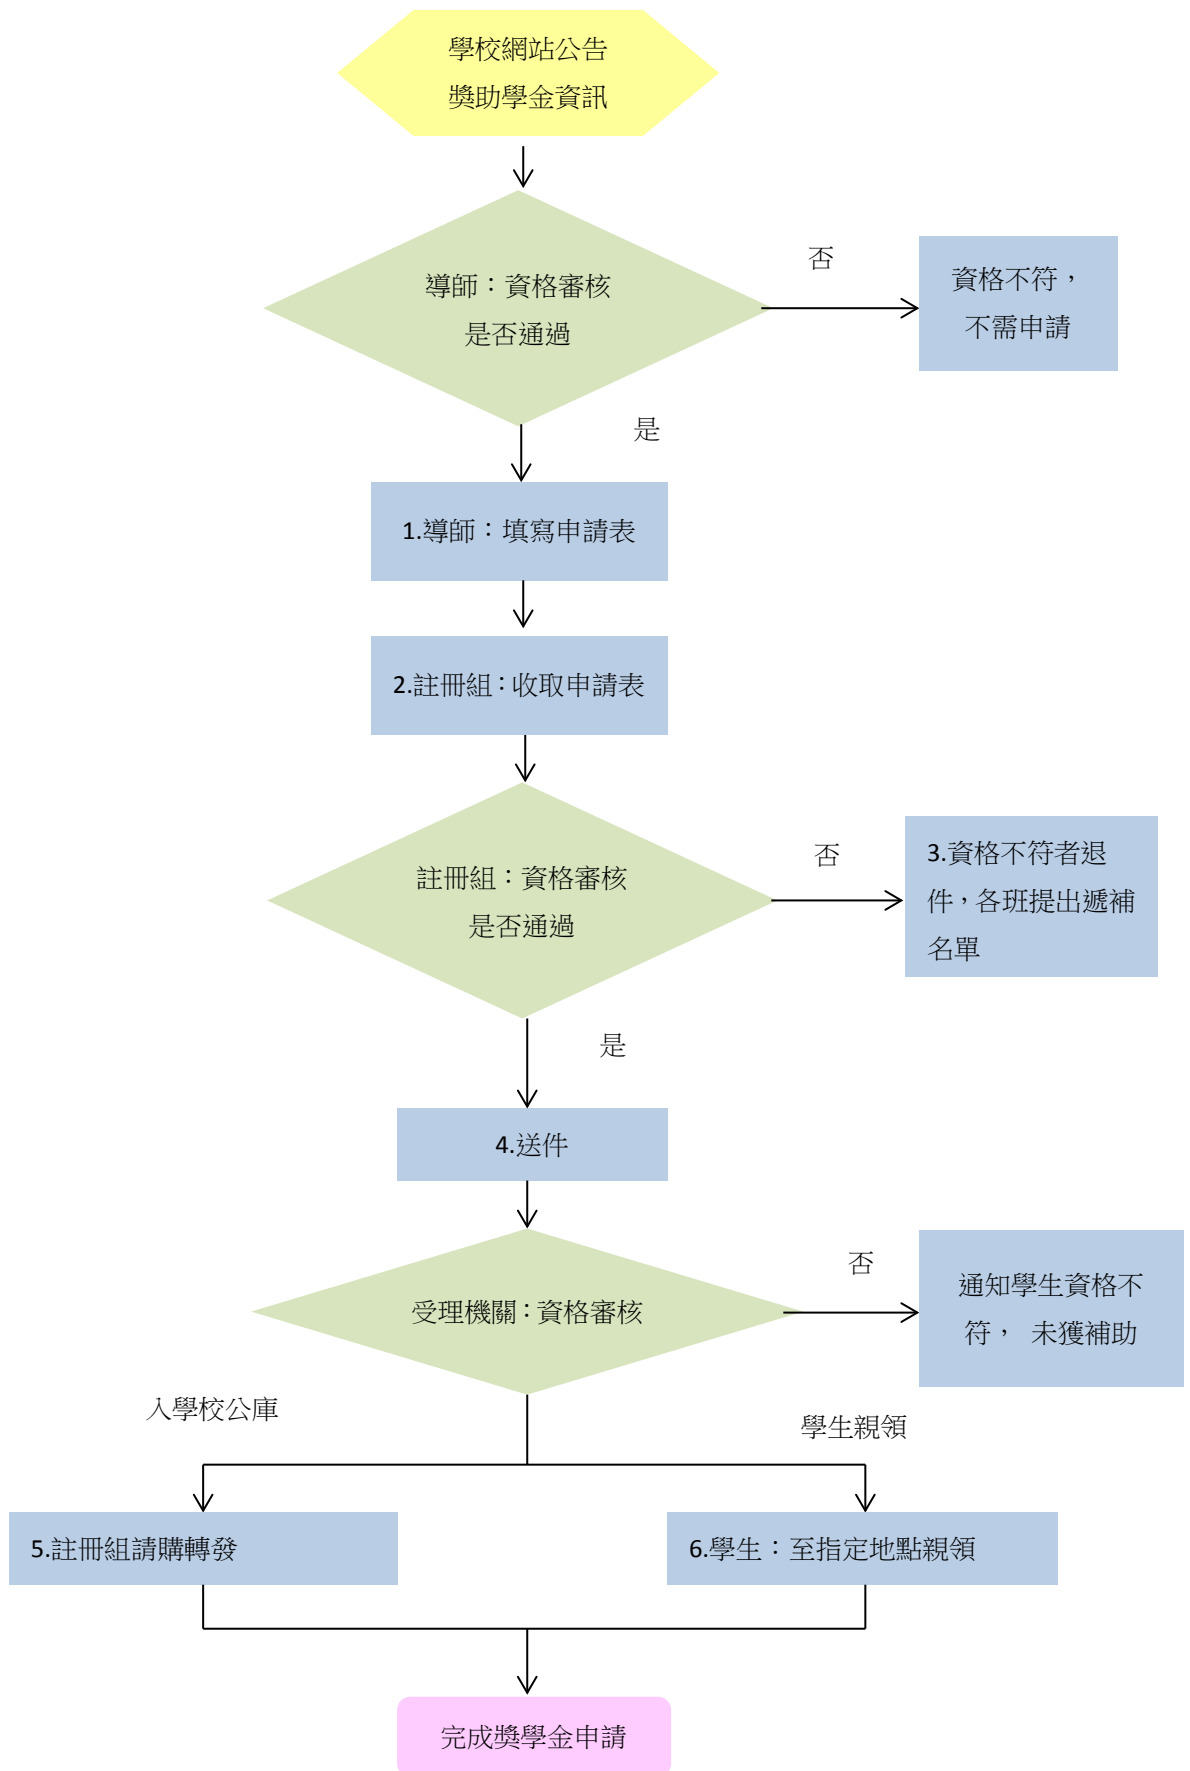 學校網站公告
獎助學金資訊
導師：資格審核
是否通過
否
資格不符，
不需申請
是
1.導師：填寫申請表
2.註冊組：收取申請表
註冊組：資格審核
是否通過
否
3.資格不符者退
件，各班提出遞補
名單
是
4.送件
受理機關：資格審核
否
通知學生資格不
符， 未獲補助
入學校公庫
學生親領
5.註冊組請購轉發
6.學生：至指定地點親領
完成獎學金申請